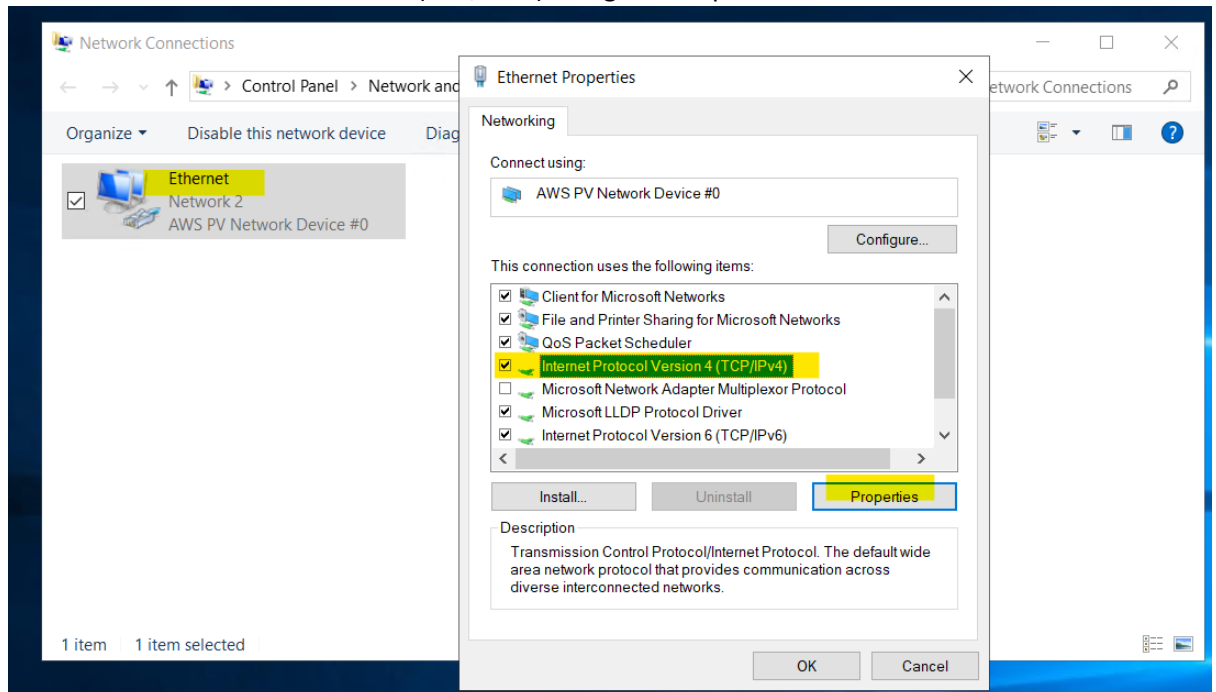 Network Connections
Control Panel > Network and
etwork Connections
Organize
Disable this network device
Diag
Ethernet
Network 2
AWS PV Network Device #0
1 item
1 item selected
Ethernet Properties
Networking
Connect using:
AWS PV Network Device #0
Configure...
This connection uses the following items:
Client for Microsoft Networks
File and Printer Sharing for Microsoft Networks
QoS Packet Scheduler
Internet Protocol Version 4 (TCP/IPv4)
Microsoft Network Adapter Multiplexor Protocol
Microsoft LLDP Protocol Driver
Internet Protocol Version 6 (TCP/IPv6)
Install...
Uninstall
Properties
Description
Transmission Control Protocol/Internet Protocol. The default wide
area network protocol that provides communication across
diverse interconnected networks.
OK
Cancel